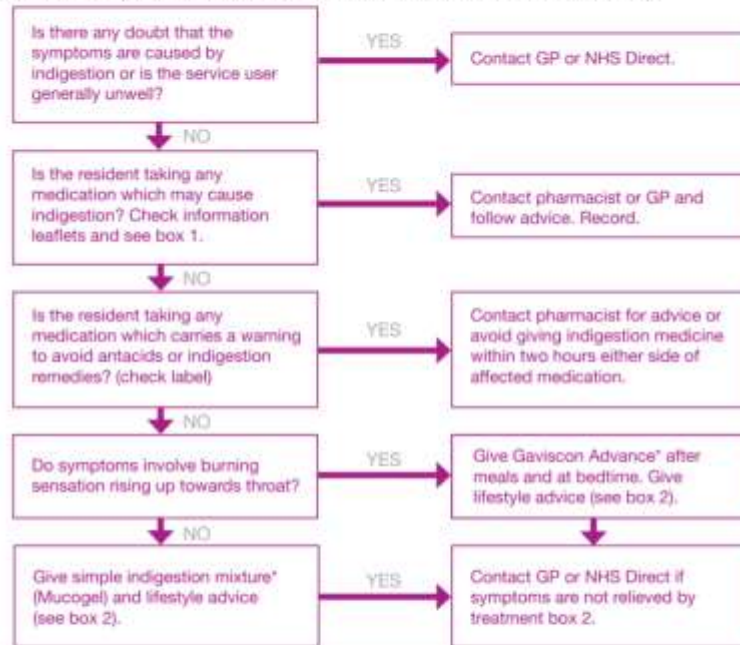 Is there any doubt that the
symptoms are caused by
indigestion or is the service user
generally unwell?
YES
Contact GP or NHS Direct.
NO
Is the resident taking any
medication which may cause
indigestion? Check information
leaflets and see box 1.
YES
Contact pharmacist or GP and
follow advice. Record.
NO
Is the resident taking any
medication which carries a warning
to avoid antacids or indigestion
remedies? (check label)
YES
Contact pharmacist for advice or
avoid giving indigestion medicine
within two hours either side of
affected medication.
NO
Do symptoms involve burning
sensation rising up towards throat?
YES
Give Gaviscon Advance* after
meals and at bedtime. Give
lifestyle advice (see box 2).
NO
Give simple indigestion mixture*
(Mucogel) and lifestyle advice
(see box 2).
YES
Contact GP or NHS Direct if
symptoms are not relieved by
treatment box 2.